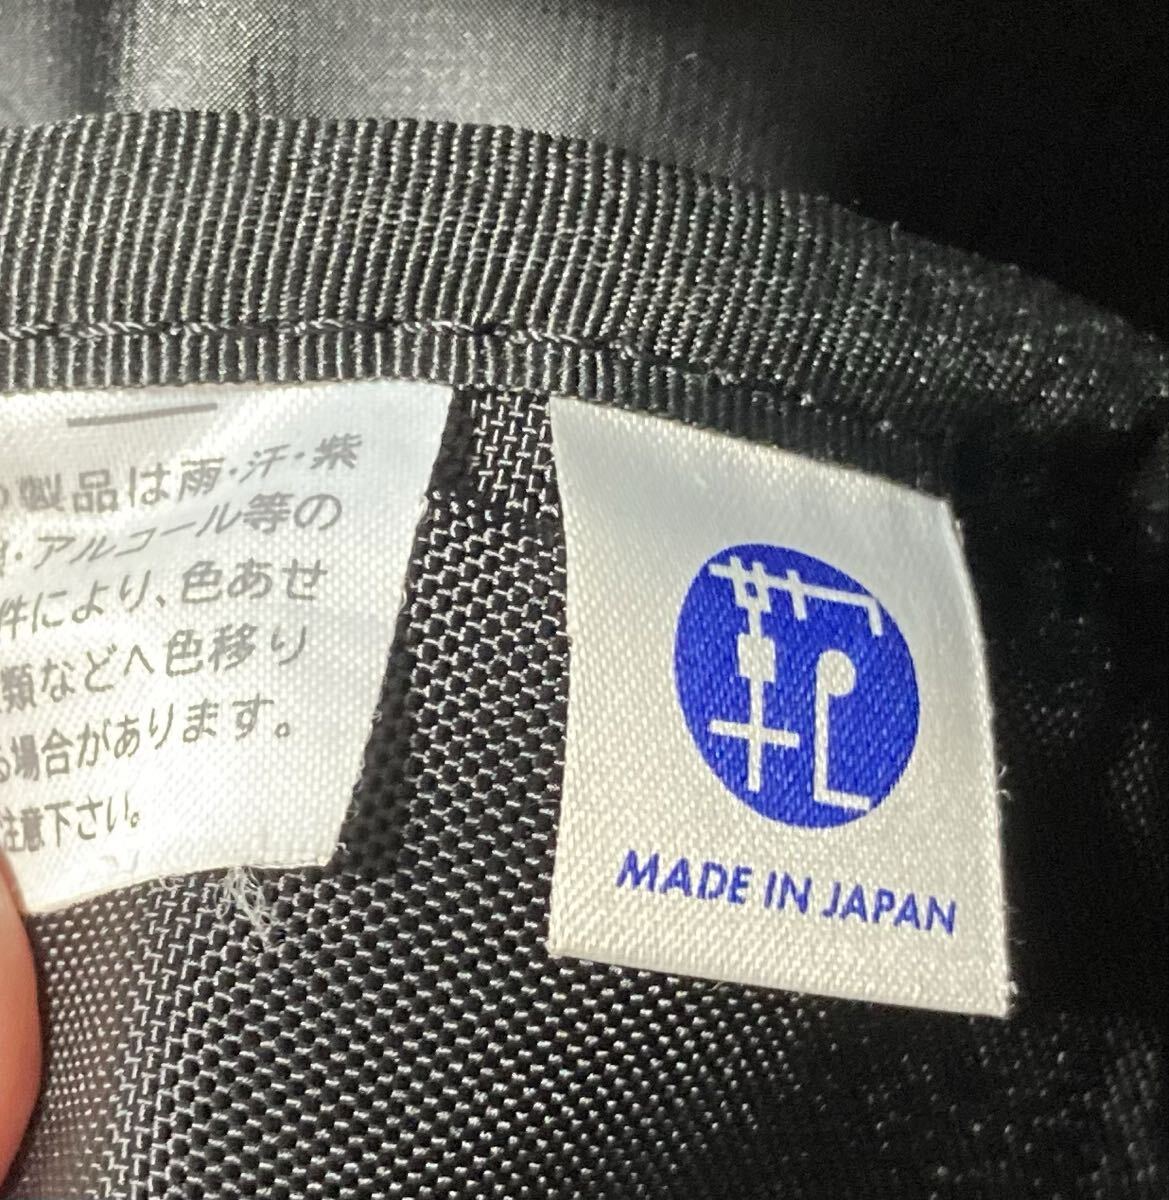 製品は雨・汗・紫
・アルコール等の
件により、色あせ
類などへ色移り
場合があります。
注意下さい。
MADE IN JAPAN